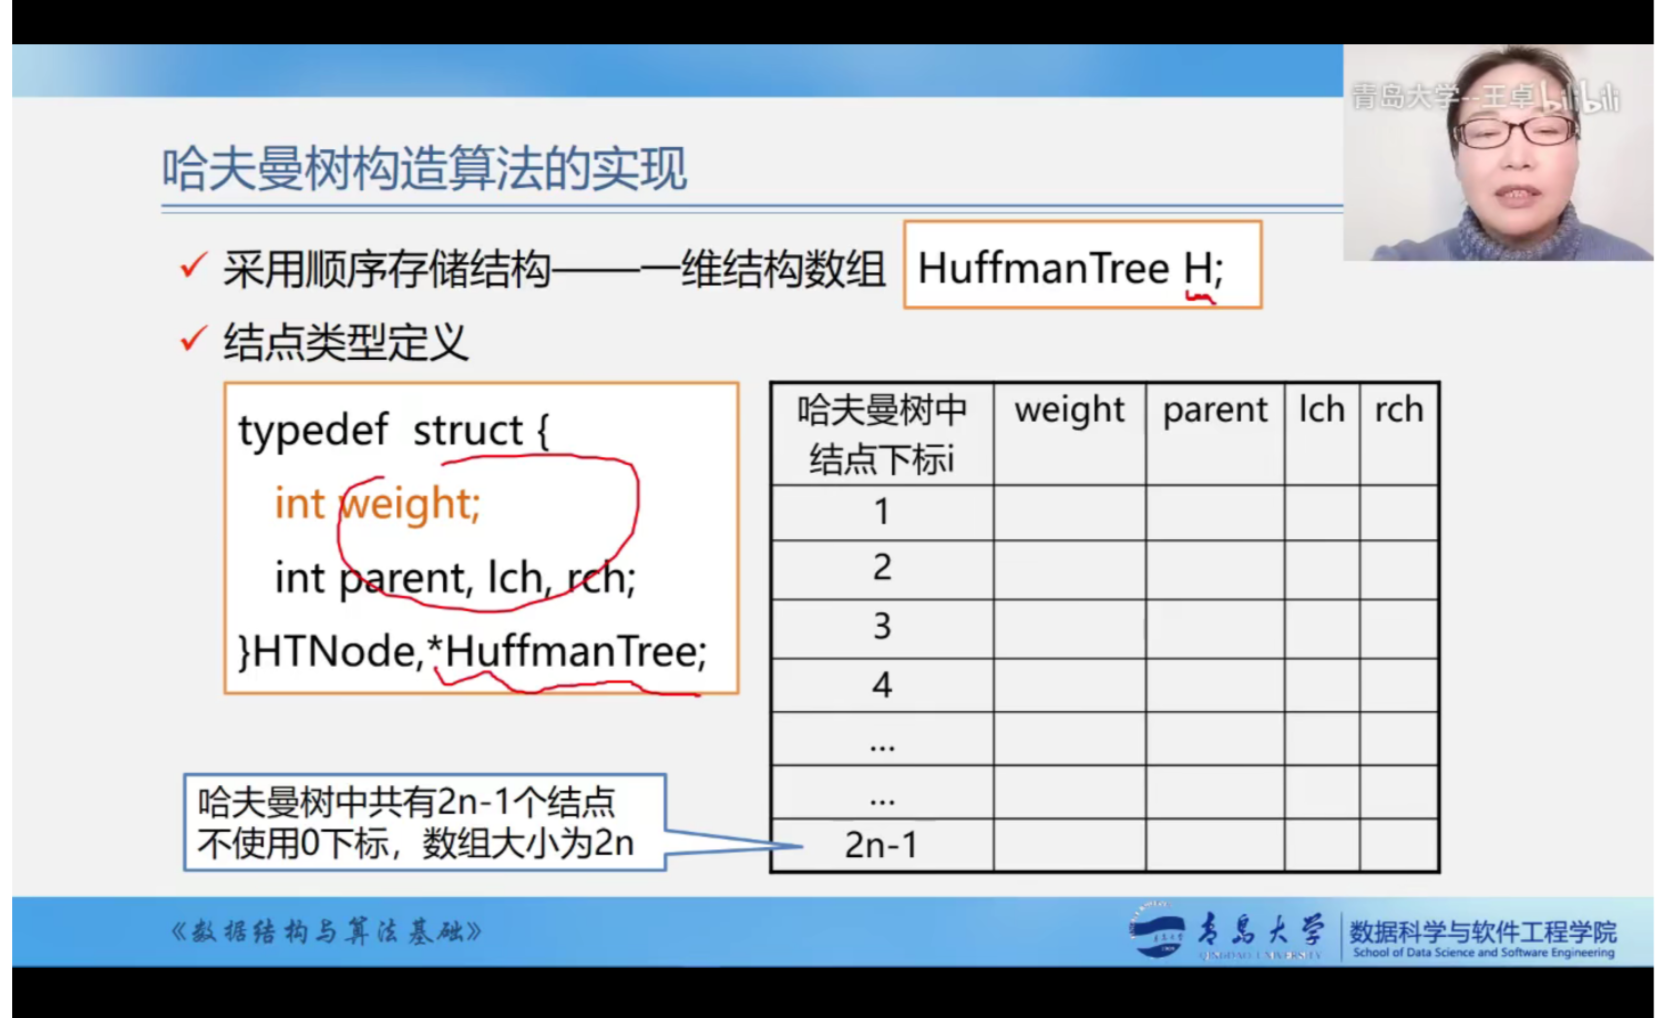 青岛大学--王卓 bilibili
哈夫曼树构造算法的实现
✓ 采用顺序存储结构——一维结构数组 HuffmanTree H;
✓ 结点类型定义
typedef struct {
int weight;
int parent, lch, rch;
}HTNode,*HuffmanTree;
哈夫曼树中共有2n-1个结点
不使用0下标，数组大小为2n
哈夫曼树中 weight parent lch rch
结点下标i
1
2
3
4
...
...
2n-1
《数据结构与算法基础》
青岛大学
QINGDAO UNIVERSITY
数据科学与软件工程学院
School of Data Science and Software Engineering